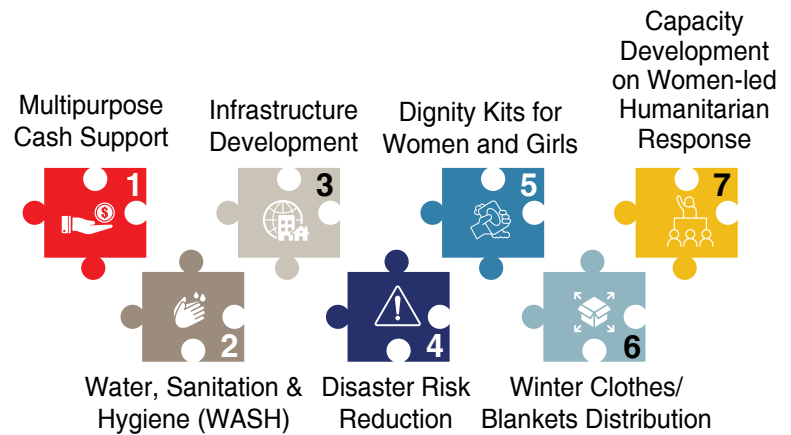 Multipurpose
Cash Support
1
Water, Sanitation &
Hygiene (WASH)
2
Infrastructure
Development
3
Disaster Risk
Reduction
4
Dignity Kits for
Women and Girls
5
Winter Clothes/
Blankets Distribution
6
Capacity
Development
on Women-led
Humanitarian
Response
7
$